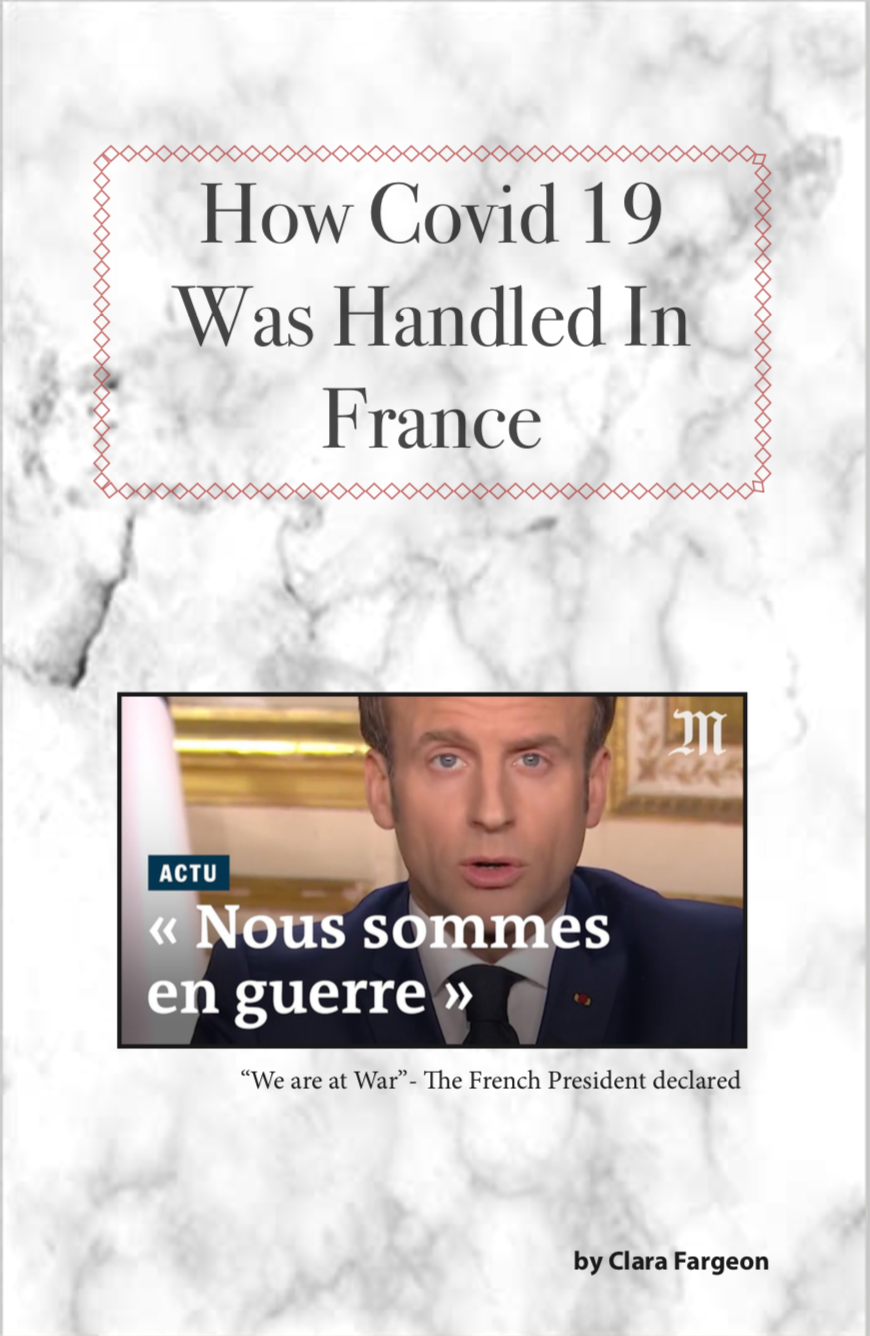 How Covid 19
Was Handled In
France
M
ACTU
« Nous sommes
en guerre »
“We are at War”- The French President declared
by Clara Fargeon